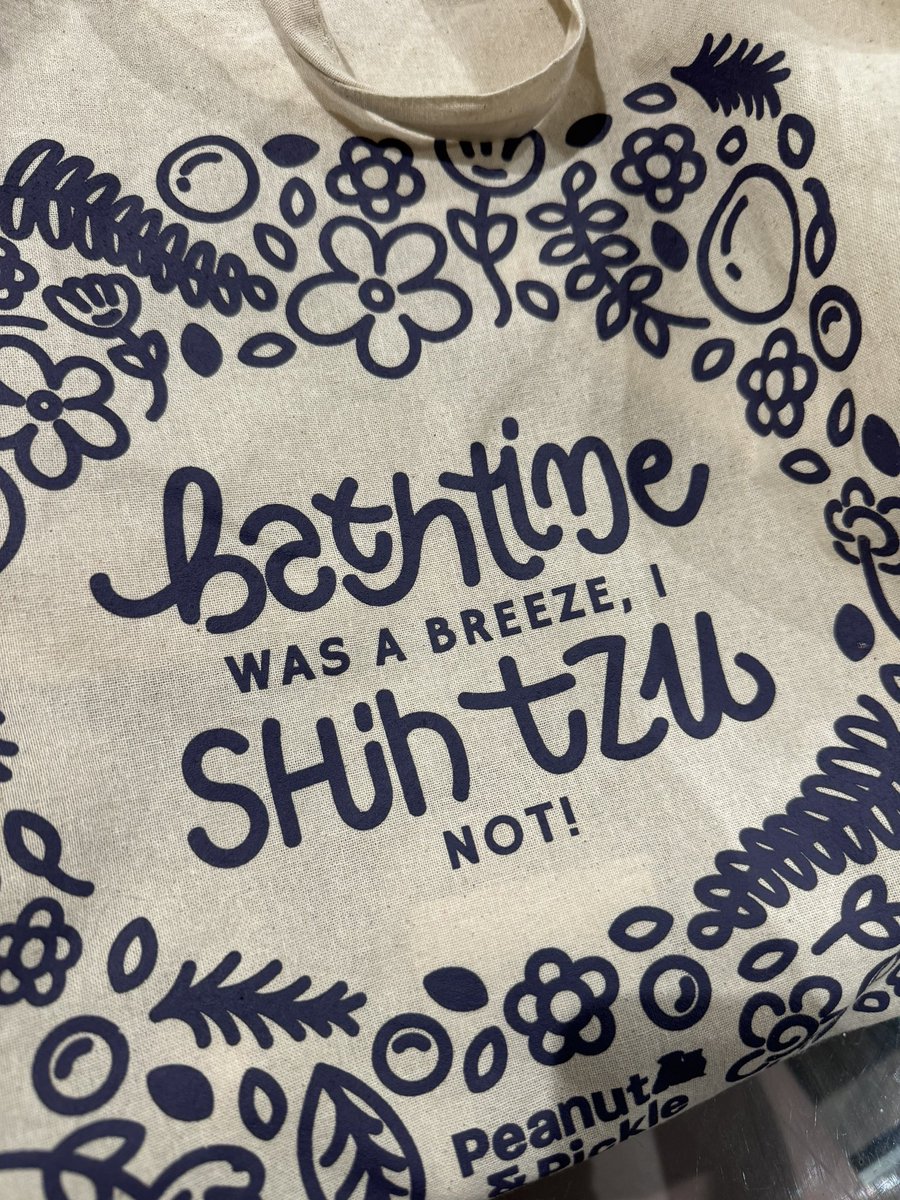 bathtime
WAS A BREEZE, I
SHih tzu
NOT!
Peanut
& Pickle